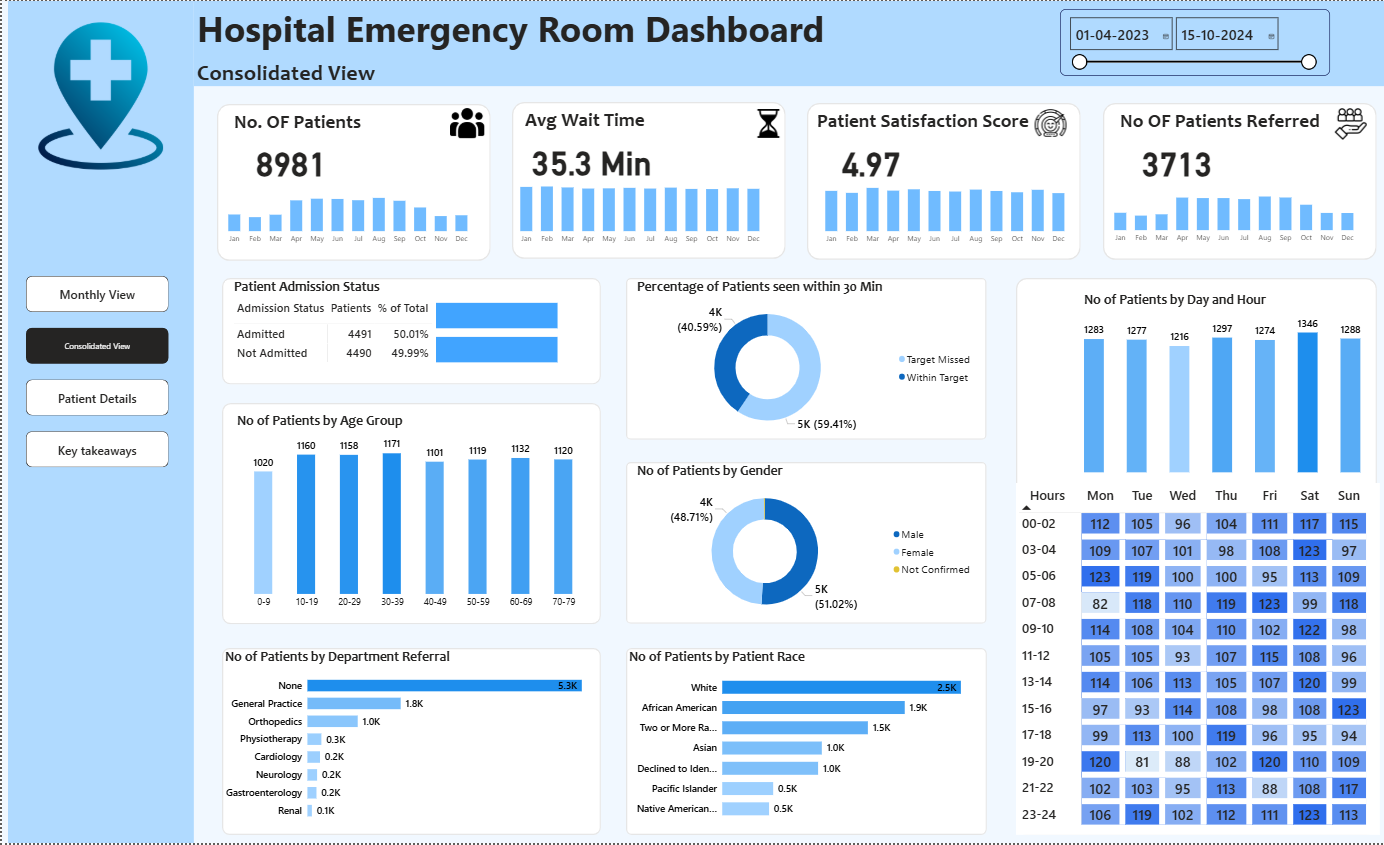 Hospital Emergency Room Dashboard
Consolidated View
01-04-2023 15-10-2024
Monthly View
Consolidated View
Patient Details
Key takeaways
No. OF Patients
8981
Jan Feb Mar Apr May Jun Jul Aug Sep Oct Nov Dec
Avg Wait Time
35.3 Min
Jan Feb Mar Apr May Jun Jul Aug Sep Oct Nov Dec
Patient Satisfaction Score
4.97
Jan Feb Mar Apr May Jun Jul Aug Sep Oct Nov Dec
No OF Patients Referred
3713
Jan Feb Mar Apr May Jun Jul Aug Sep Oct Nov Dec
Patient Admission Status
Admission Status Patients % of Total
Admitted 4491 50.01%
Not Admitted 4490 49.99%
No of Patients by Age Group
1020 1160 1158 1171 1101 1119 1132 1120
0-9 10-19 20-29 30-39 40-49 50-59 60-69 70-79
No of Patients by Department Referral
None 5.3K
General Practice 1.8K
Orthopedics 1.0K
Physiotherapy 0.3K
Cardiology 0.2K
Neurology 0.2K
Gastroenterology 0.2K
Renal 0.1K
Percentage of Patients seen within 30 Min
4K
(40.59%)
Target Missed
Within Target
5K (59.41%)
No of Patients by Gender
4K
(48.71%)
Male
Female
Not Confirmed
5K
(51.02%)
No of Patients by Patient Race
White 2.5K
African American 1.9K
Two or More Ra... 1.5K
Asian 1.0K
Declined to Iden... 1.0K
Pacific Islander 0.5K
Native American... 0.5K
No of Patients by Day and Hour
1283 1277 1216 1297 1274 1346 1288
Hours Mon Tue Wed Thu Fri Sat Sun
00-02 112 105 96 104 111 117 115
03-04 109 107 101 98 108 123 97
05-06 123 119 100 100 95 113 109
07-08 82 118 110 119 123 99 118
09-10 114 108 104 110 102 122 98
11-12 105 105 93 107 115 108 96
13-14 114 106 113 105 107 120 99
15-16 97 93 114 108 98 108 123
17-18 99 113 100 119 96 95 94
19-20 120 81 88 102 120 110 109
21-22 102 103 95 113 88 108 117
23-24 106 119 102 112 111 123 113